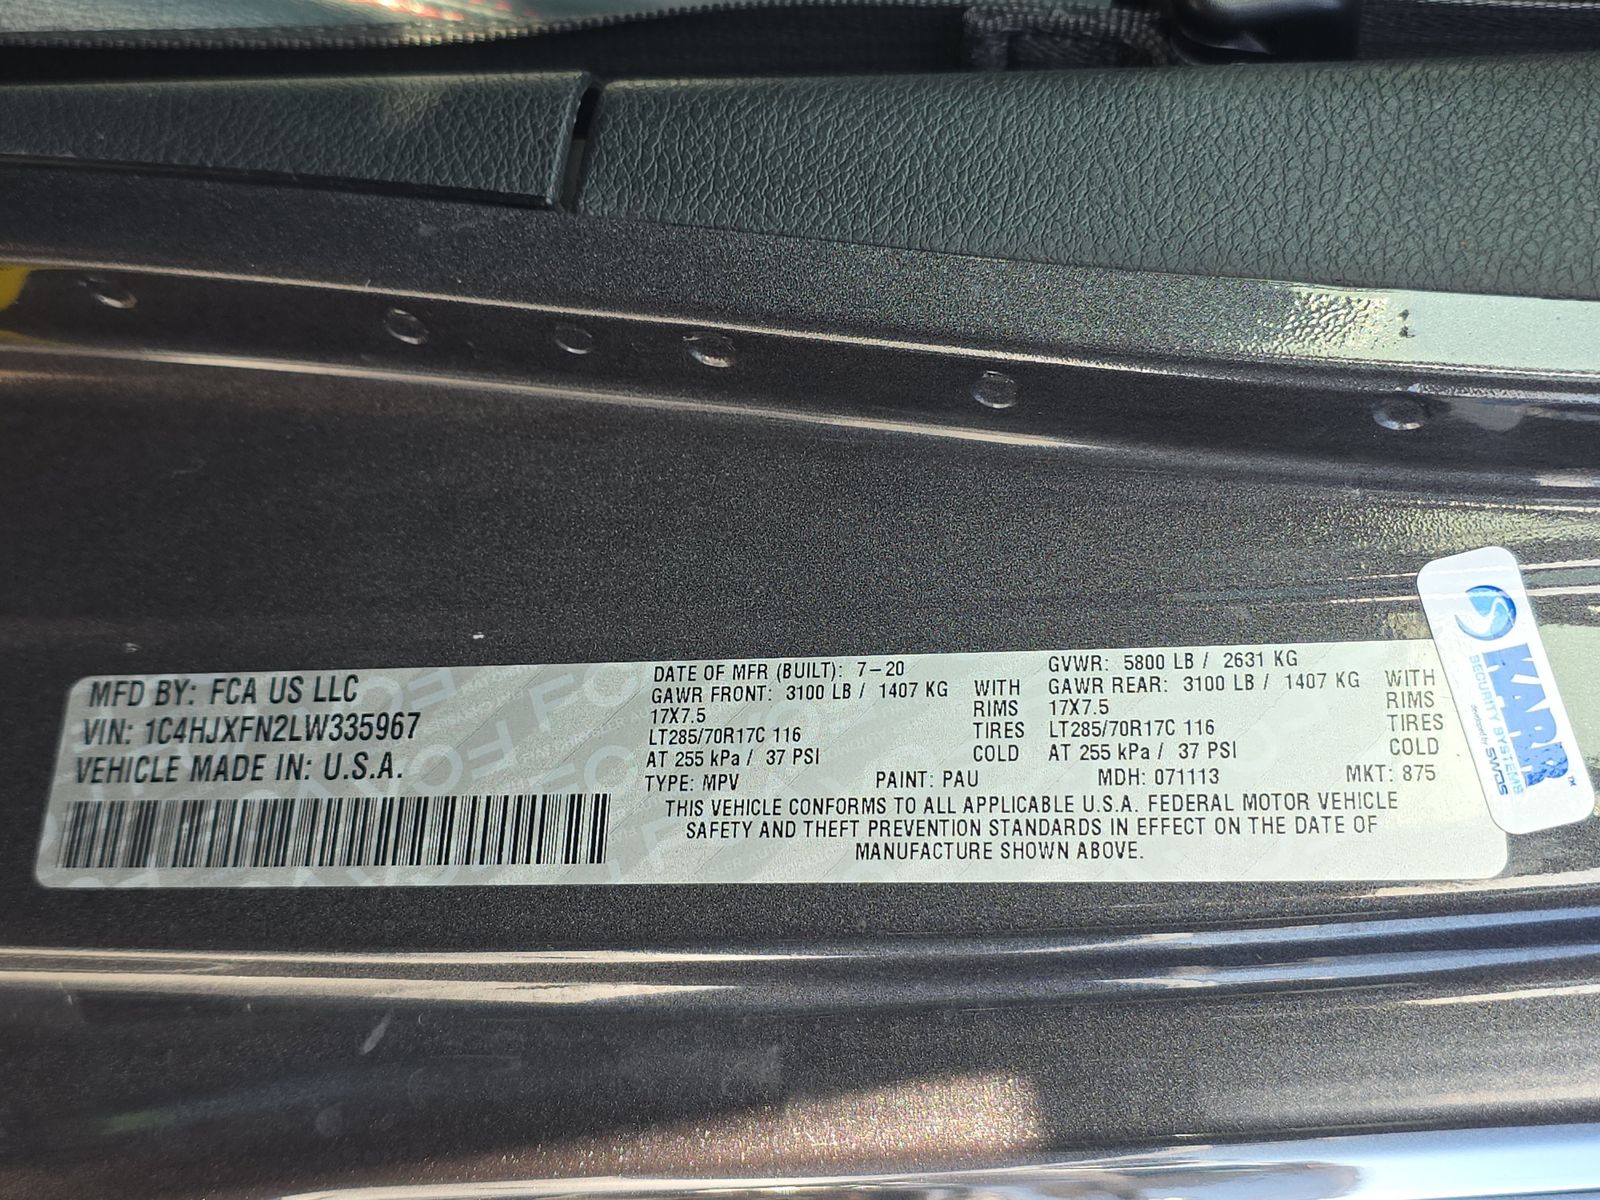 MFD BY: FCA US LLC
VIN: 1C4HJXFN2LW335967
VEHICLE MADE IN: U.S.A.
DATE OF MFR (BUILT): 7-20
GAWR FRONT: 3100 LB / 1407 KG WITH
17X7.5 RIMS
LT285/70R17C 116 TIRES
AT 255 kPa / 37 PSI COLD
GVWR: 5800 LB / 2631 KG
GAWR REAR: 3100 LB / 1407 KG WITH
17X7.5 RIMS
LT285/70R17C 116 TIRES
AT 255 kPa / 37 PSI COLD
TYPE: MPV PAINT: PAU MDH: 071113 MKT: 875
THIS VEHICLE CONFORMS TO ALL APPLICABLE U.S.A. FEDERAL MOTOR VEHICLE
SAFETY AND THEFT PREVENTION STANDARDS IN EFFECT ON THE DATE OF
MANUFACTURE SHOWN ABOVE.
S KARR™
SECURITY SYSTEMS
developed by SVDS